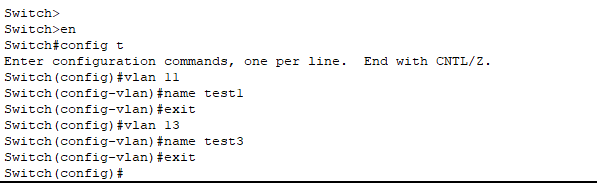 Switch>
Switch>en
Switch#config t
Enter configuration commands, one per line.  End with CNTL/Z.
Switch(config)#vlan 11
Switch(config-vlan)#name test1
Switch(config-vlan)#exit
Switch(config)#vlan 13
Switch(config-vlan)#name test3
Switch(config-vlan)#exit
Switch(config)#